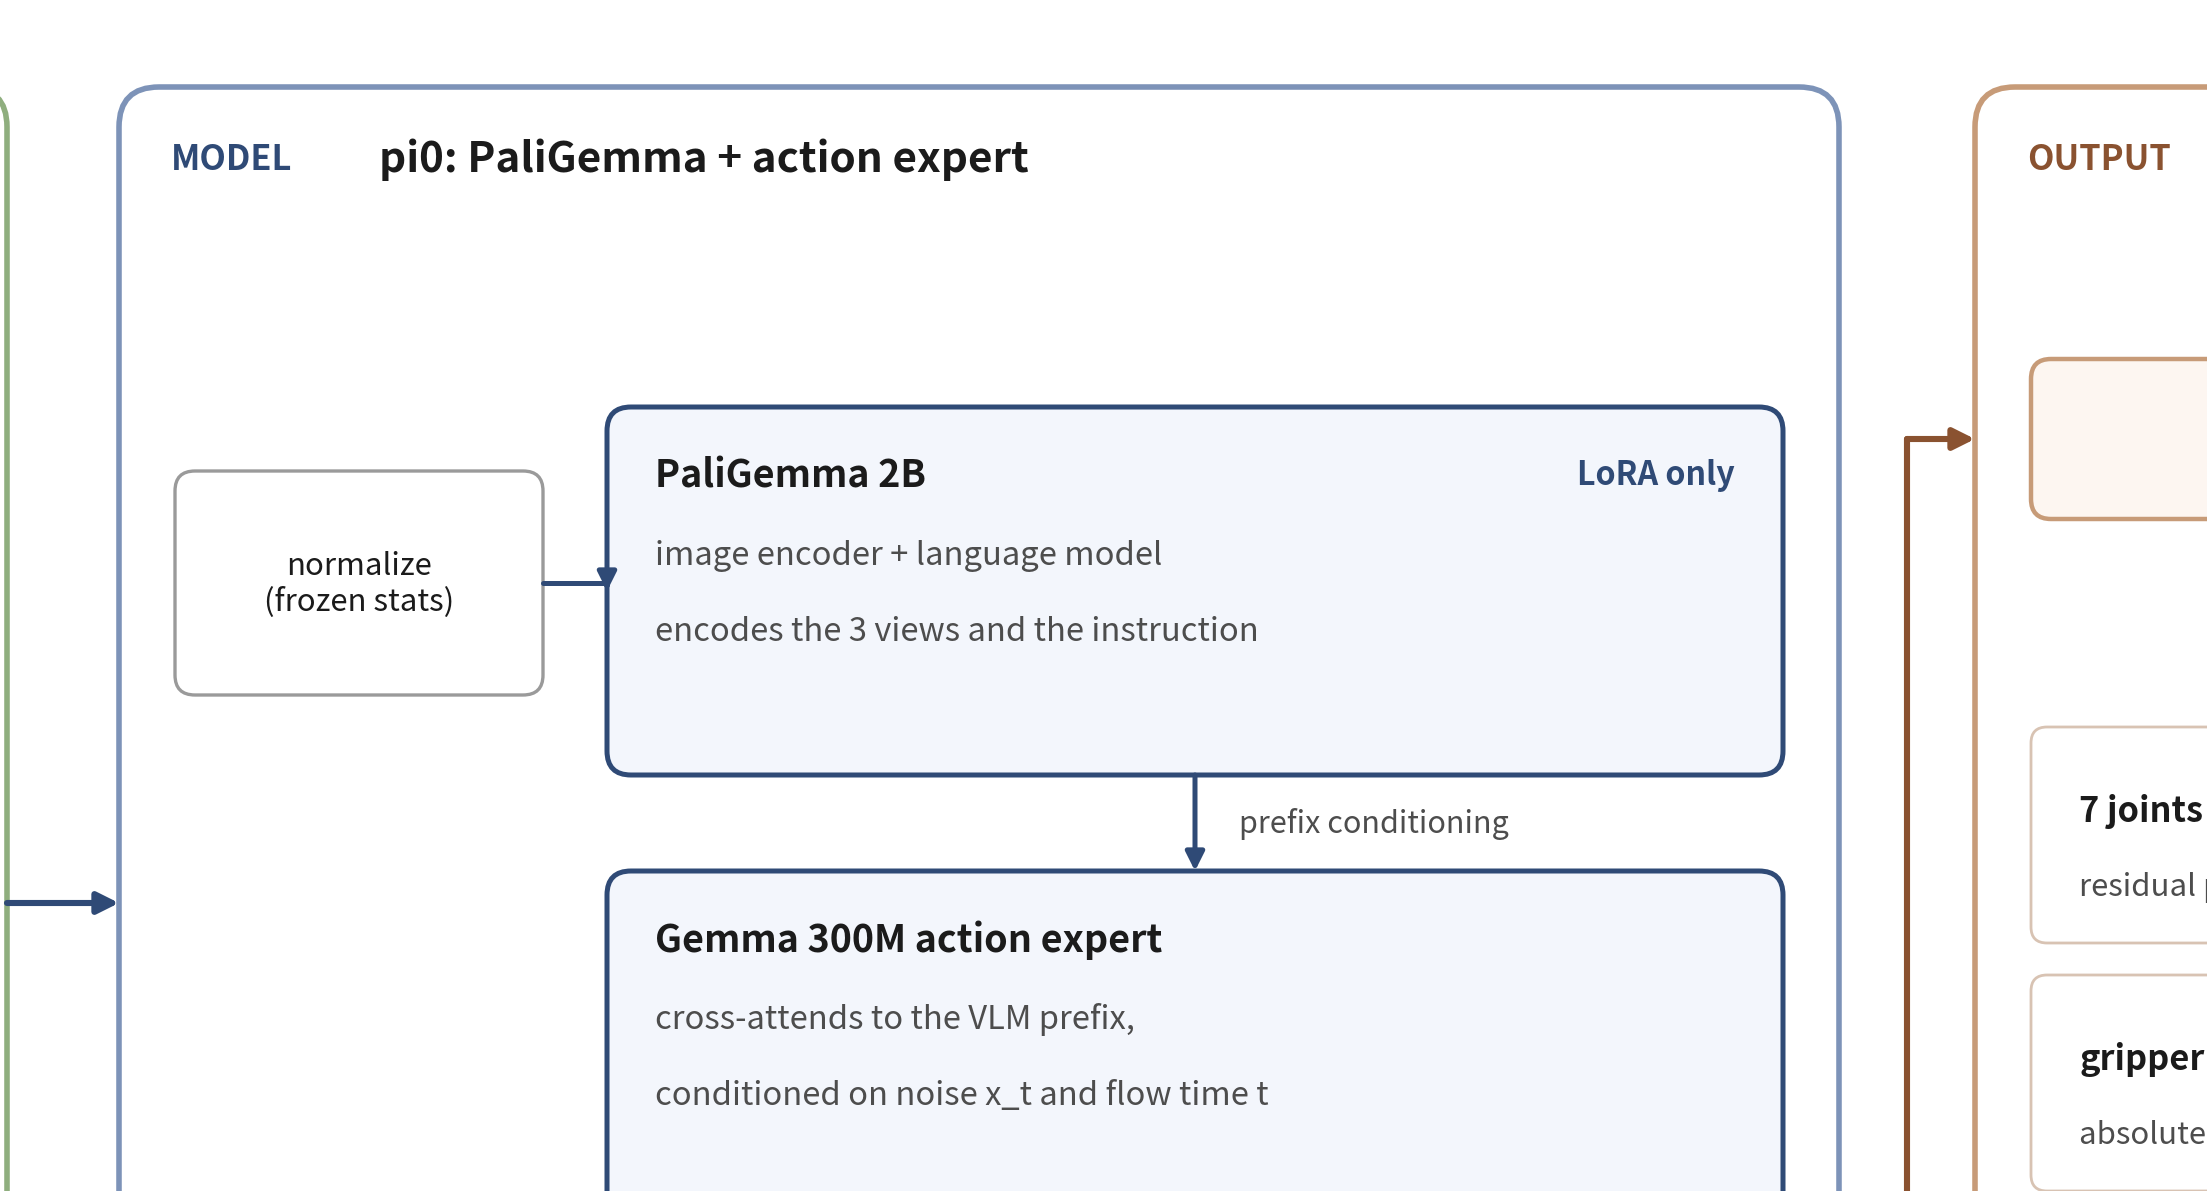 MODEL
pi0: PaliGemma + action expert
normalize
(frozen stats)
PaliGemma 2B
LoRA only
image encoder + language model
encodes the 3 views and the instruction
prefix conditioning
Gemma 300M action expert
cross-attends to the VLM prefix,
conditioned on noise x_t and flow time t
OUTPUT
7 joints
residual
gripper
absolute